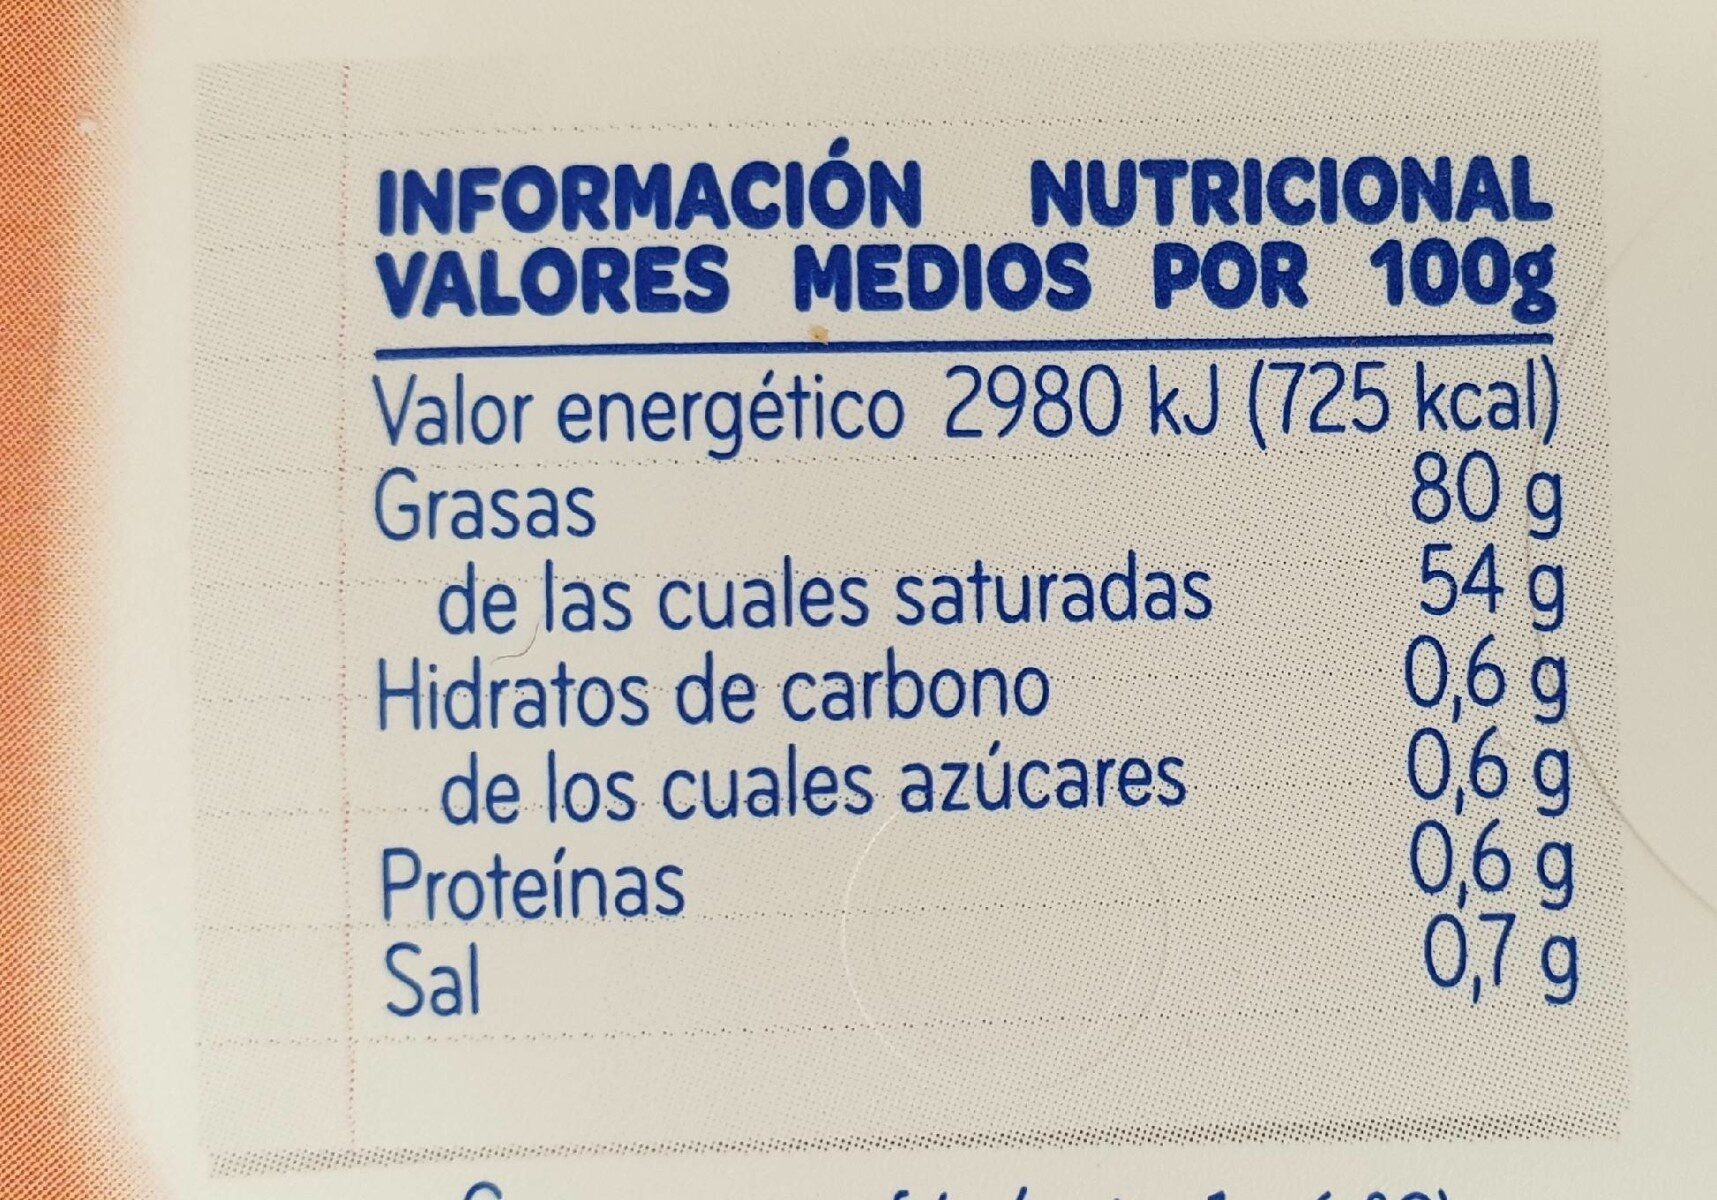 INFORMACIÓN NUTRICIONAL
VALORES MEDIOS POR 100g
Valor energético 2980 kJ (725 kcal)
Grasas 80 g
de las cuales saturadas 54 g
Hidratos de carbono 0,6 g
de los cuales azúcares 0,6 g
Proteínas 0,6 g
Sal 0,7 g